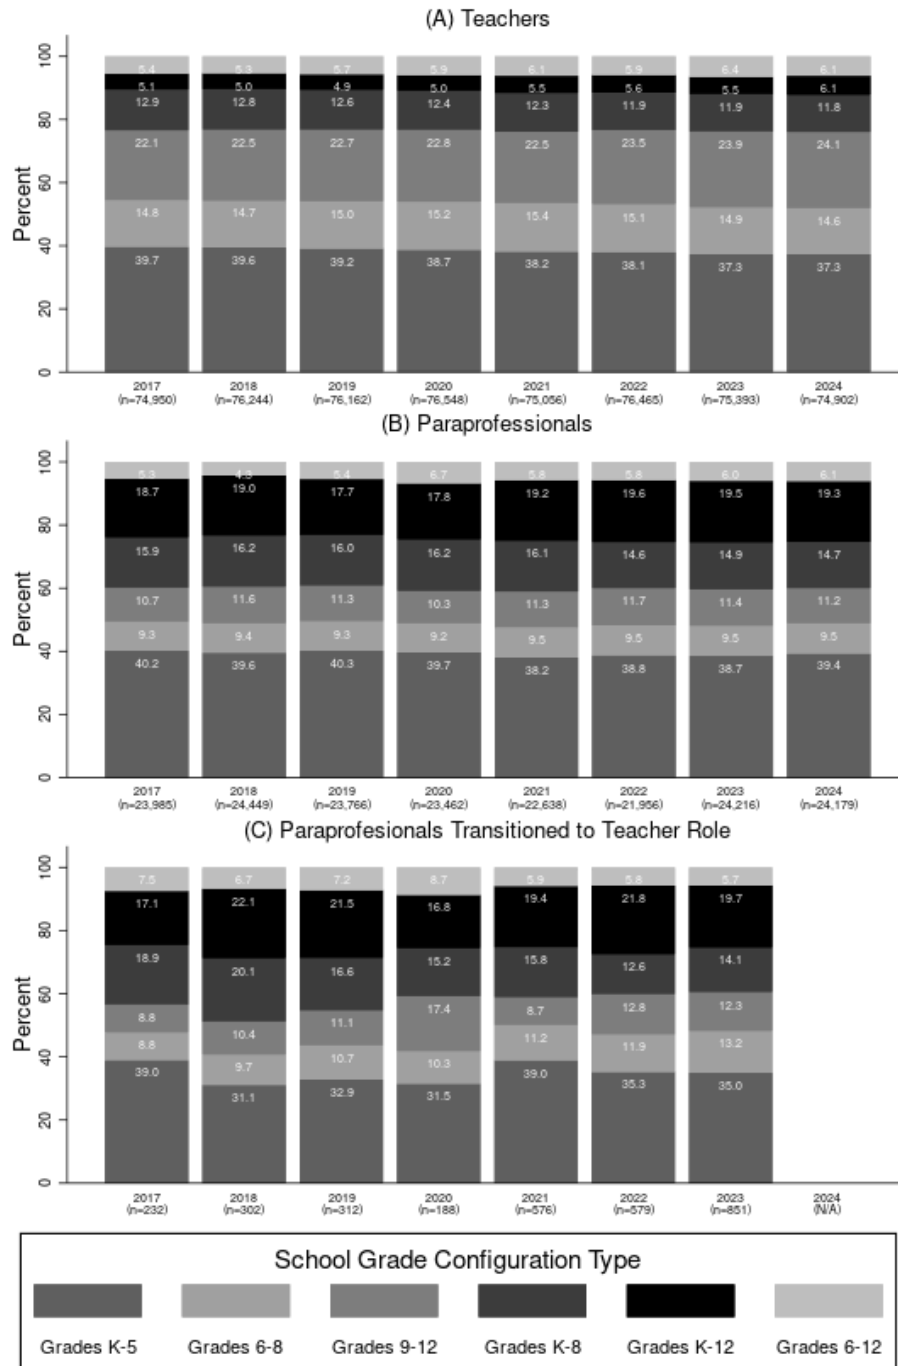 (A) Teachers
Percent
100
80
60
40
20
0
5.4 5.3 5.7 5.9 6.1 5.9 6.4 6.1
5.1 5.0 4.9 5.0 5.5 5.6 5.5 6.1
12.9 12.8 12.6 12.4 12.3 11.9 11.9 11.8
22.1 22.5 22.7 22.8 22.5 23.5 23.9 24.1
14.8 14.7 15.0 15.2 15.4 15.1 14.9 14.6
39.7 39.6 39.2 38.7 38.2 38.1 37.3 37.3
2017 2018 2019 2020 2021 2022 2023 2024
(n=74,950) (n=76,244) (n=76,162) (n=76,548) (n=75,056) (n=76,465) (n=75,393) (n=74,902)
(B) Paraprofessionals
Percent
100
80
60
40
20
0
5.3 4.3 5.4 6.7 5.8 5.8 6.0 6.1
18.7 19.0 17.7 17.8 19.2 19.6 19.5 19.3
15.9 16.2 16.0 16.2 16.1 14.6 14.9 14.7
10.7 11.6 11.3 10.3 11.3 11.7 11.4 11.2
9.3 9.4 9.3 9.2 9.5 9.5 9.5 9.5
40.2 39.6 40.3 39.7 38.2 38.8 38.7 39.4
2017 2018 2019 2020 2021 2022 2023 2024
(n=23,985) (n=24,449) (n=23,766) (n=23,462) (n=22,638) (n=21,956) (n=24,216) (n=24,179)
(C) Paraprofesionals Transitioned to Teacher Role
Percent
100
80
60
40
20
0
7.5 6.7 7.2 8.7 5.9 5.8 5.7
17.1 22.1 21.5 16.8 19.4 21.8 19.7
18.9 20.1 16.6 15.2 15.8 12.6 14.1
8.8 10.4 11.1 17.4 8.7 12.8 12.3
8.8 9.7 10.7 10.3 11.2 11.9 13.2
39.0 31.1 32.9 31.5 39.0 35.3 35.0
2017 2018 2019 2020 2021 2022 2023 2024
(n=232) (n=302) (n=312) (n=188) (n=576) (n=579) (n=851) (N/A)
School Grade Configuration Type
Grades K-5 Grades 6-8 Grades 9-12 Grades K-8 Grades K-12 Grades 6-12